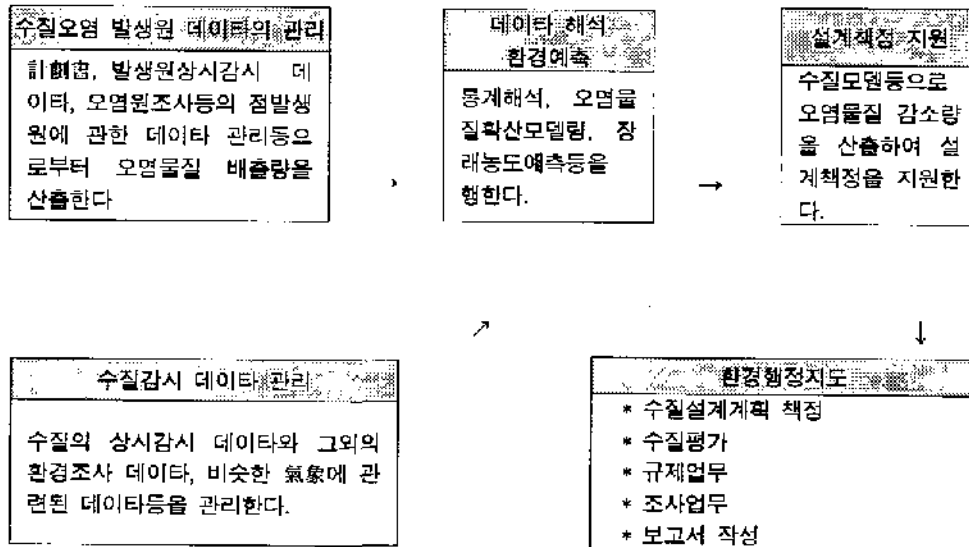 수질오염 발생원 데이타의 관리
計劃書, 발생원상시감시 데
이타, 오염원조사등의 점발생
원에 관한 데이타 관리등으
로부터 오염물질 배출량을
산출한다
데이타 해석
환경예측
통계해석, 오염물
질확산모델량, 장
래농도예측등을
행한다.
→
설계책정 지원
수질모델등으로
오염물질 감소량
을 산출하여 설
계책정을 지원한
다.
↗
↓
수질감시 데이타 관리
수질의 상시감시 데이타와 그외의
환경조사 데이타, 비슷한 氣象에 관
련된 데이타등을 관리한다.
환경행정지도
* 수질설계계획 책정
* 수질평가
* 규제업무
* 조사업무
* 보고서 작성